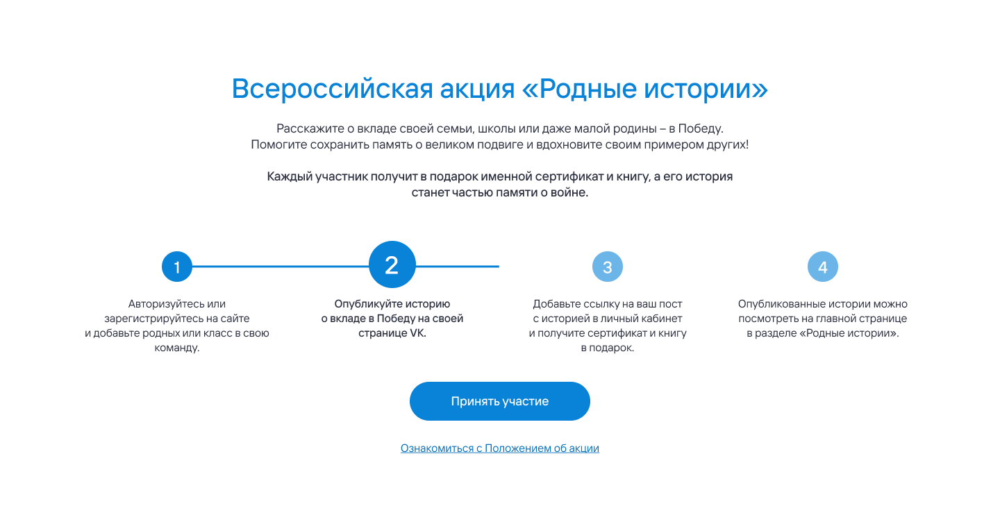 Всероссийская акция «Родные истории»
Расскажите о вкладе своей семьи, школы или даже малой родины – в Победу.
Помогите сохранить память о великом подвиге и вдохновите своим примером других!
Каждый участник получит в подарок именной сертификат и книгу, а его история
станет частью памяти о войне.
1
Авторизуйтесь или
зарегистрируйтесь на сайте
и добавьте родных или класс в свою
команду.
2
Опубликуйте историю
о вкладе в Победу на своей
странице VK.
3
Добавьте ссылку на ваш пост
с историей в личный кабинет
и получите сертификат и книгу
в подарок.
4
Опубликованные истории можно
посмотреть на главной странице
в разделе «Родные истории».
Принять участие
Ознакомиться с Положением об акции